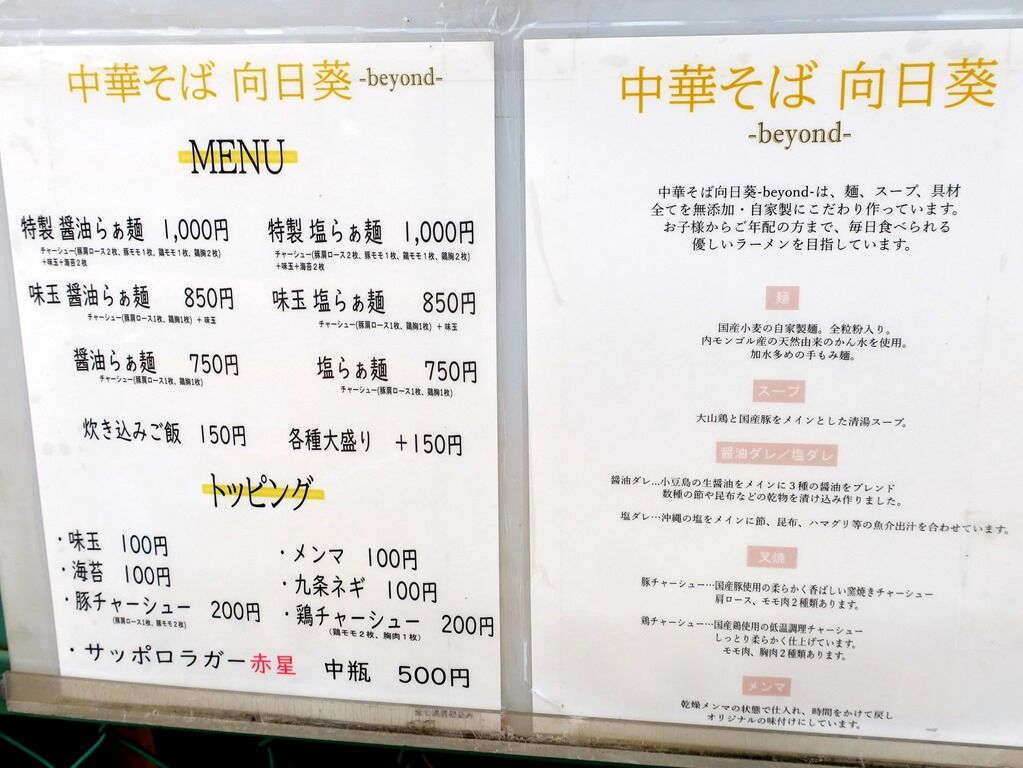 中華そば 向日葵 -beyond-
MENU
特製 醤油らぁ麺 1,000円
チャーシュー(豚肩ロース2枚、豚モモ1枚、鶏モモ1枚、鶏胸2枚)
+味玉+海苔2枚
特製 塩らぁ麺 1,000円
チャーシュー(豚肩ロース2枚、豚モモ1枚、鶏モモ1枚、鶏胸2枚)
+味玉+海苔2枚
味玉 醤油らぁ麺 850円
チャーシュー(豚肩ロース1枚、鶏胸1枚) + 味玉
味玉 塩らぁ麺 850円
チャーシュー(豚肩ロース1枚、鶏胸1枚) + 味玉
醤油らぁ麺 750円
チャーシュー(豚肩ロース1枚、鶏胸1枚)
塩らぁ麺 750円
チャーシュー(豚肩ロース1枚、鶏胸1枚)
炊き込みご飯 150円
各種大盛り +150円
トッピング
・味玉 100円
・海苔 100円
・豚チャーシュー 200円
(豚肩ロース1枚、豚モモ2枚)
・メンマ 100円
・九条ネギ 100円
・鶏チャーシュー 200円
(鶏モモ2枚、胸肉1枚)
・サッポロラガー赤星 中瓶 500円
中華そば 向日葵
-beyond-
中華そば向日葵-beyond-は、麺、スープ、具材
全てを無添加・自家製にこだわり作っています。
お子様からご年配の方まで、毎日食べられる
優しいラーメンを目指しています。
麺
国産小麦の自家製麺。全粒粉入り。
内モンゴル産の天然由来のかん水を使用。
加水多めの手もみ麺。
スープ
大山鶏と国産豚をメインとした清湯スープ。
醤油ダレ／塩ダレ
醤油ダレ…小豆島の生醤油をメインに３種の醤油をブレンド
数種の節や昆布などの乾物を漬け込み作りました。
塩ダレ…沖縄の塩をメインに節、昆布、ハマグリ等の魚介出汁を合わせています。
叉焼
豚チャーシュー…国産豚使用の柔らかく香ばしい窯焼きチャーシュー
肩ロース、モモ肉２種類あります。
鶏チャーシュー…国産鶏使用の低温調理チャーシュー
しっとり柔らかく仕上げています。
モモ肉、胸肉２種類あります。
メンマ
乾燥メンマの状態で仕入れ、時間をかけて戻し
オリジナルの味付けにしています。